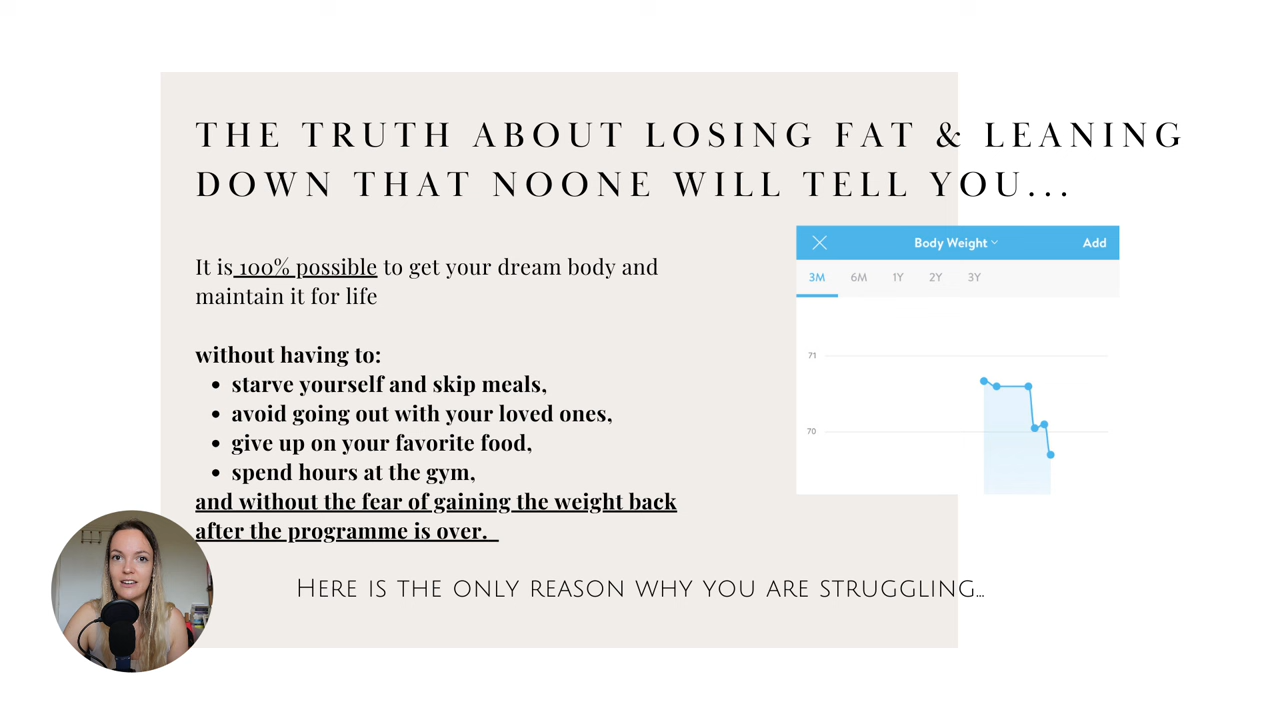 THE TRUTH ABOUT LOSING FAT & LEANING
DOWN THAT NOONE WILL TELL YOU...
It is 100% possible to get your dream body and
maintain it for life
without having to:
• starve yourself and skip meals,
• avoid going out with your loved ones,
• give up on your favorite food,
• spend hours at the gym,
and without the fear of gaining the weight back
after the programme is over.
Body Weight
Add
3M 6M 1Y 2Y 3Y
71
70
HERE IS THE ONLY REASON WHY YOU ARE STRUGGLING...